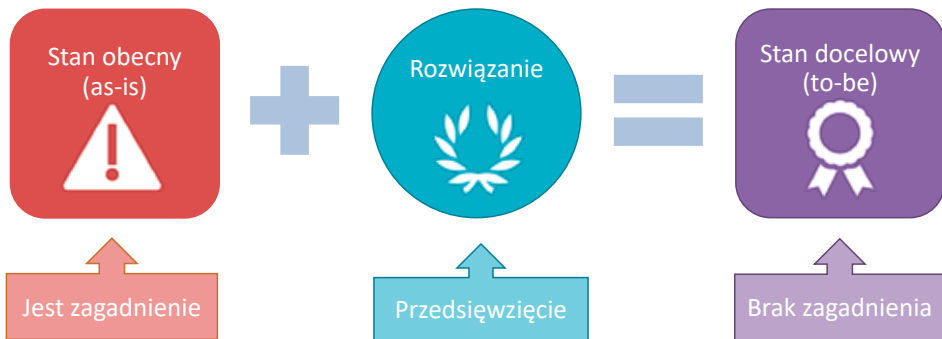 Stan obecny
(as-is)
Rozwiązanie
Stan docelowy
(to-be)
Jest zagadnienie
Przedsięwzięcie
Brak zagadnienia